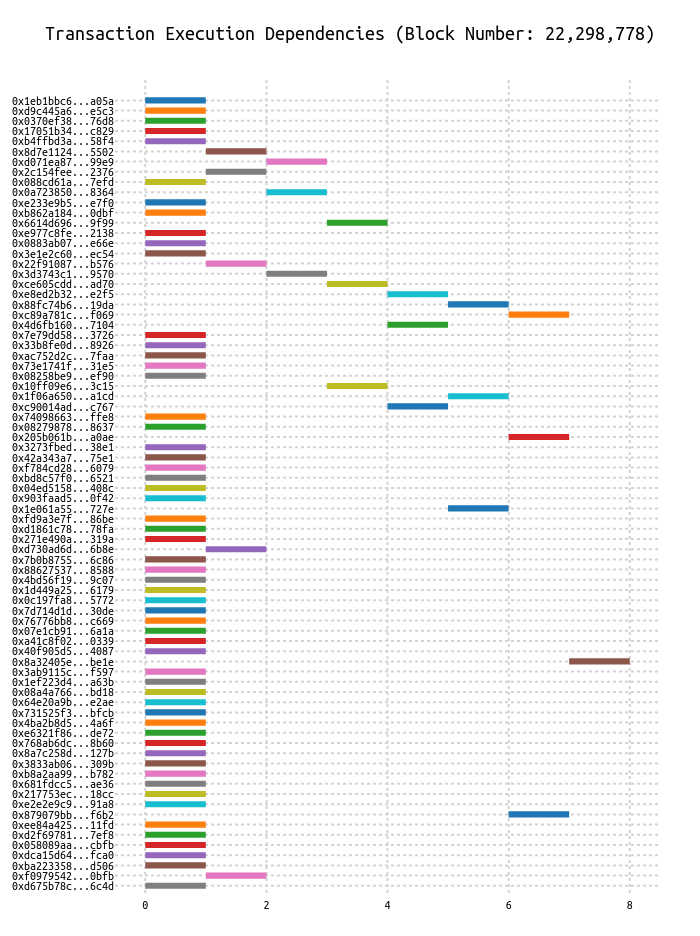 Transaction Execution Dependencies (Block Number: 22,298,778)
0x1eb1bbc6...a05a
0xd9c445a6...e5c3
0x0370ef38...76d8
0x17051b34...c829
0xb4ffbd3a...58f4
0x8d7e1124...5502
0xd071ea87...99e9
0x2c154fee...2376
0x088cd61a...7efd
0x0a723850...8364
0xe233e9b5...e7f0
0xb862a184...0dbf
0x6614d696...9f99
0xe977c8fe...2138
0x0883ab07...e66e
0x3e1e2c60...ec54
0x22f91087...b576
0x3d3743c1...9570
0xce605cdd...ad70
0xe8ed2b32...e2f5
0x88fc74b6...19da
0xc89a781c...f069
0x4d6fb160...7104
0x7e79dd58...3726
0x33b8fe0d...8926
0xac752d2c...7faa
0x73e1741f...31e5
0x08258be9...ef90
0x10ff09e6...3c15
0x1f06a650...a1cd
0xc90014ad...c767
0x74098663...ffe8
0x08279878...8637
0x205b061b...a0ae
0x3273fbed...38e1
0x42a343a7...75e1
0xf784cd28...6079
0xbd8c57f0...6521
0x04ed5158...408c
0x903faad5...0f42
0x1e061a55...727e
0xfd9a3e7f...86be
0xd1861c78...78fa
0x271e490a...319a
0xd730ad6d...6b8e
0x7b0b8755...6c86
0x88627537...8588
0x4bd56f19...9c07
0x1d449a25...6179
0x0c197fa8...5772
0x7d714d1d...30de
0x76776bb8...c669
0x07e1cb91...6a1a
0xa41c8f02...0339
0x40f905d5...4087
0x8a32405e...be1e
0x3ab9115c...f597
0x1ef223d4...a63b
0x08a4a766...bd18
0x64e20a9b...e2ae
0x731525f3...bfcb
0x4ba2b8d5...4a6f
0xe6321f86...de72
0x768ab6dc...8b60
0x8a7c258d...127b
0x3833ab06...309b
0xb8a2aa99...b782
0x681fdcc5...ae36
0x217753ec...18cc
0xe2e2e9c9...91a8
0x879079bb...f6b2
0xee84a425...11fd
0xd2f69781...7ef8
0x058089aa...cbfb
0xdca15d64...fca0
0xba223358...d506
0xf0979542...0bfb
0xd675b78c...6c4d
0 2 4 6 8